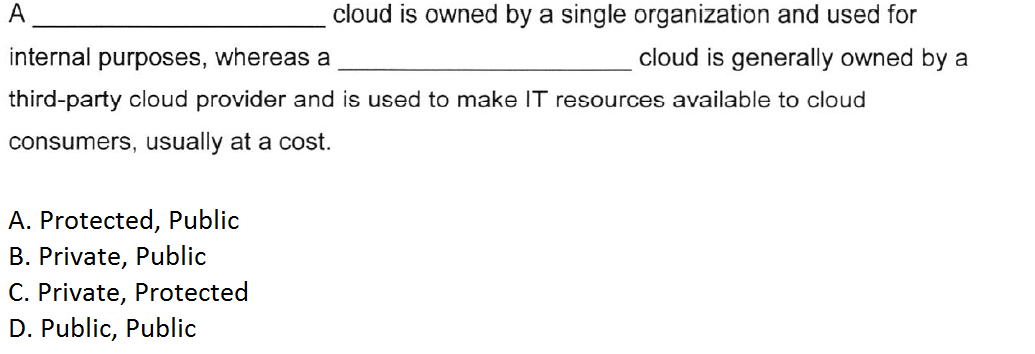 A ______________________ cloud is owned by a single organization and used for
internal purposes, whereas a ______________________ cloud is generally owned by a
third-party cloud provider and is used to make IT resources available to cloud
consumers, usually at a cost.
A. Protected, Public
B. Private, Public
C. Private, Protected
D. Public, Public